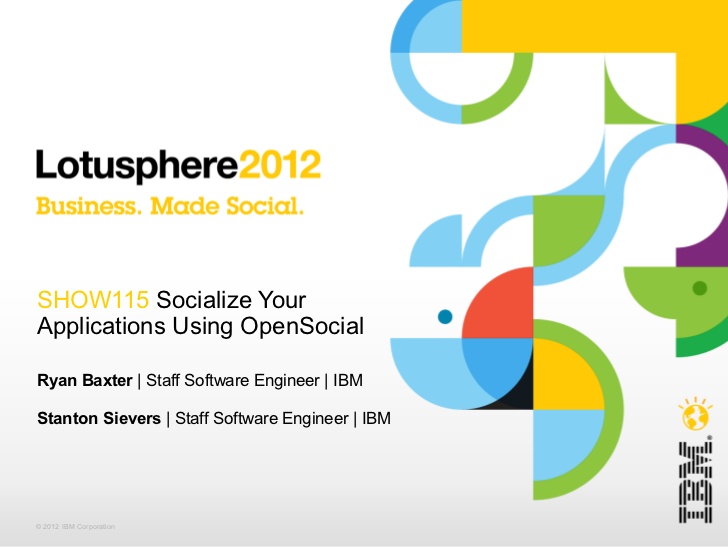 Lotusphere2012
Business. Made Social.
SHOW115 Socialize Your
Applications Using OpenSocial
Ryan Baxter | Staff Software Engineer | IBM
Stanton Sievers | Staff Software Engineer | IBM
IBM®
© 2012 IBM Corporation